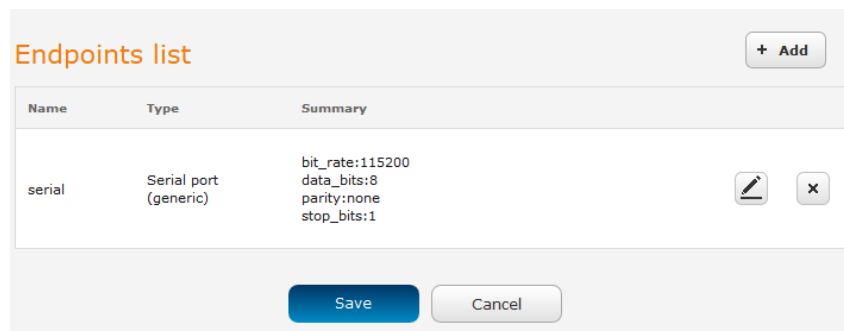 Endpoints list
+ Add
Name Type Summary
serial
Serial port
(generic)
bit_rate:115200
data_bits:8
parity:none
stop_bits:1
Save Cancel